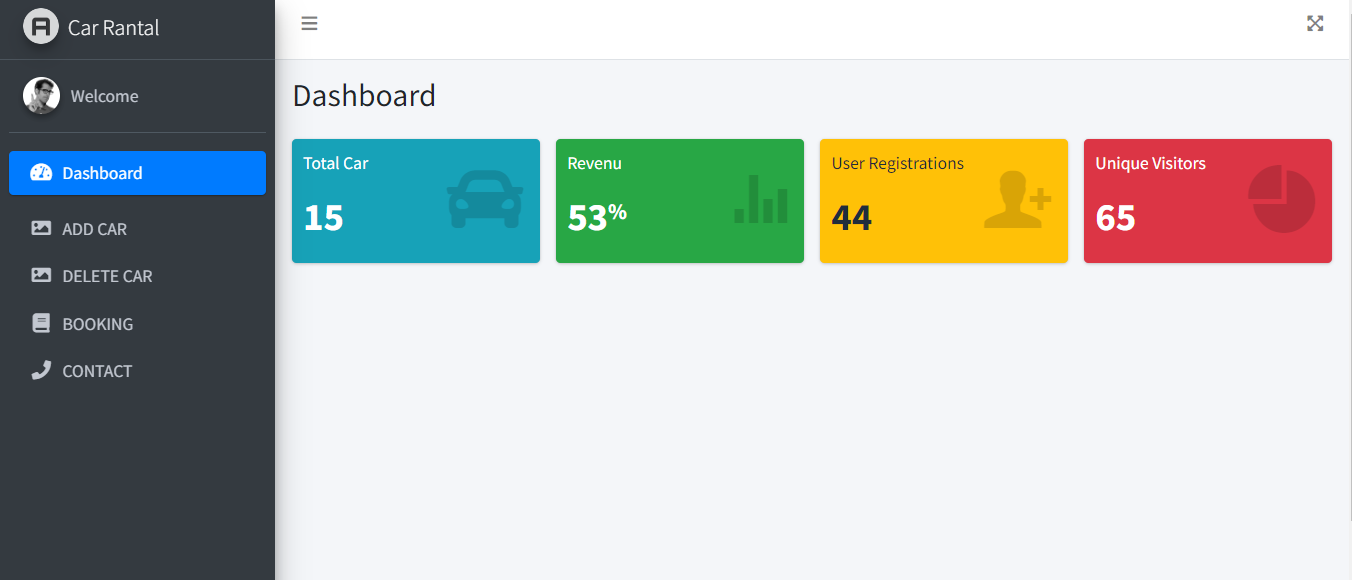 Car Rantal
Welcome
Dashboard
ADD CAR
DELETE CAR
BOOKING
CONTACT
Dashboard
Total Car
15
Revenu
53%
User Registrations
44
Unique Visitors
65